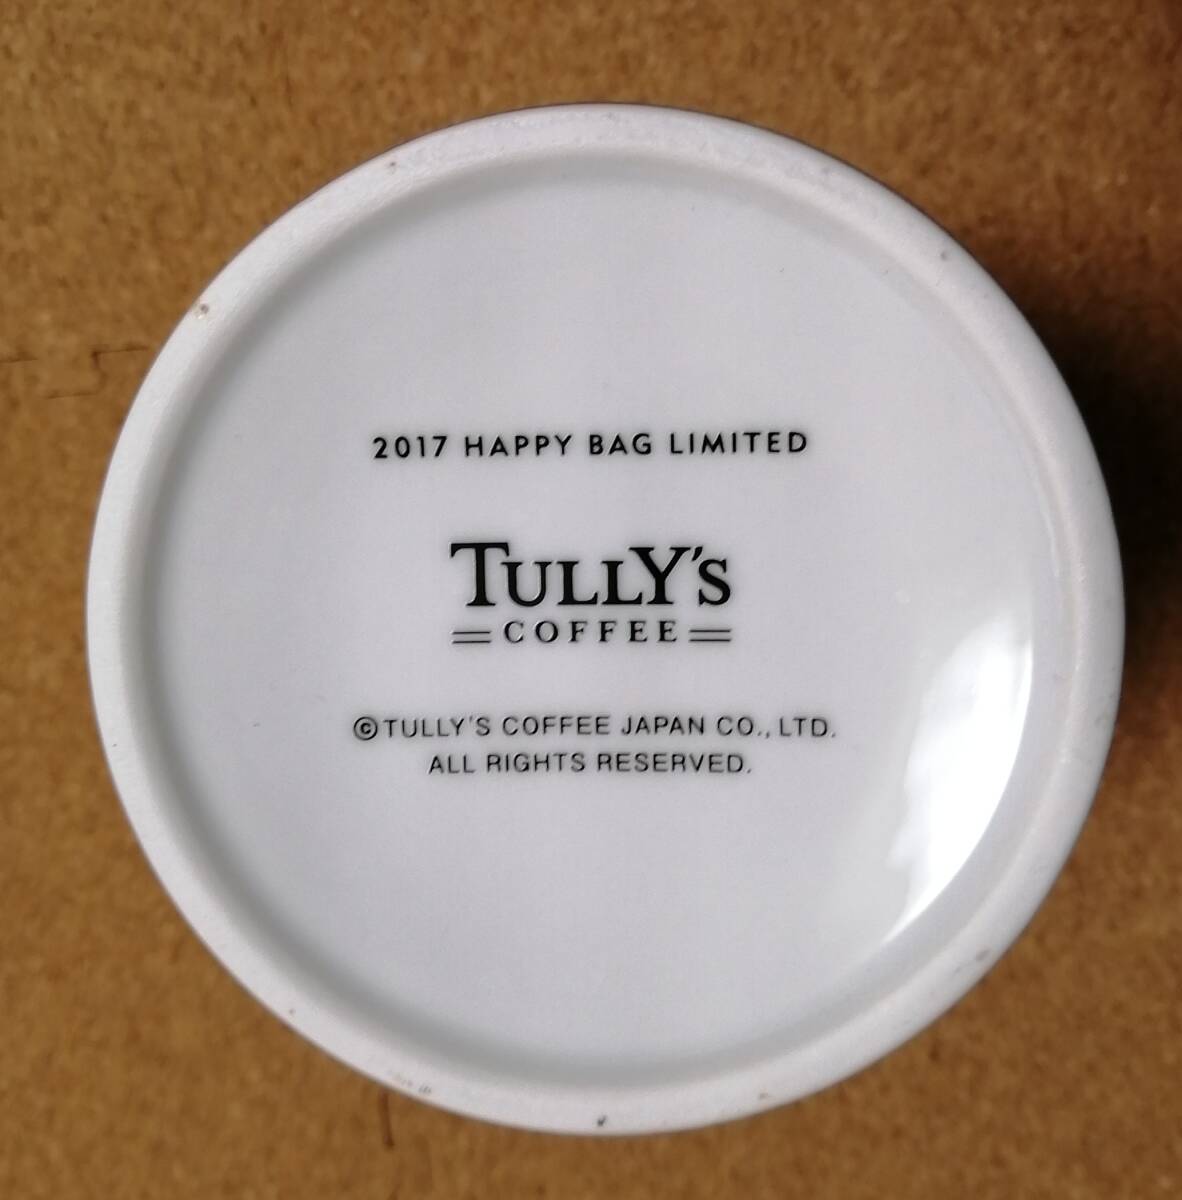 2017 HAPPY BAG LIMITED
TULLY'S
COFFEE
©TULLY'S COFFEE JAPAN CO., LTD.
ALL RIGHTS RESERVED.